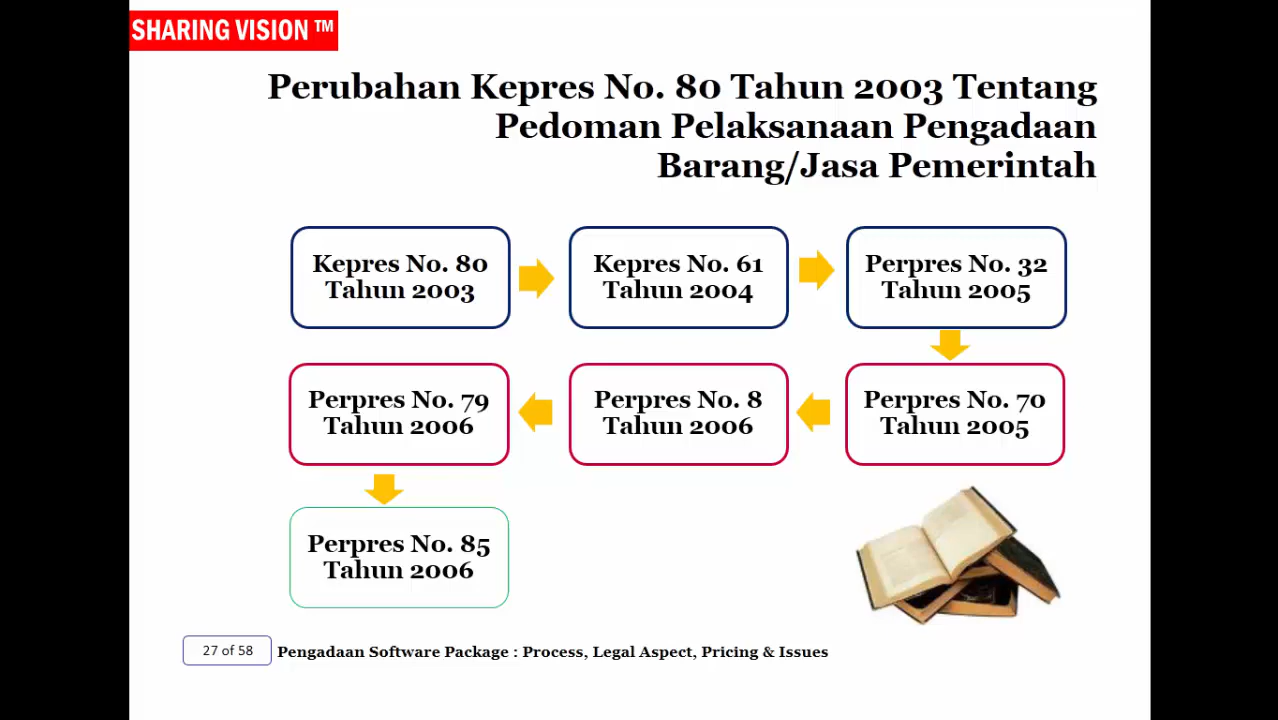 SHARING VISION ™
Perubahan Kepres No. 80 Tahun 2003 Tentang
Pedoman Pelaksanaan Pengadaan
Barang/Jasa Pemerintah
Kepres No. 80
Tahun 2003
Kepres No. 61
Tahun 2004
Perpres No. 32
Tahun 2005
Perpres No. 70
Tahun 2005
Perpres No. 8
Tahun 2006
Perpres No. 79
Tahun 2006
Perpres No. 85
Tahun 2006
27 of 58
Pengadaan Software Package : Process, Legal Aspect, Pricing & Issues